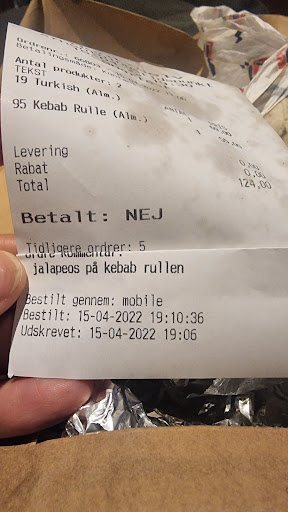 Antal produkter: 2
TEKST
19 Turkish (Alm.)
95 Kebab Rulle (Alm.)
Levering 0,00
Rabat 0,00
Total 124,00
Betalt: NEJ
Tidligere ordrer: 5
jalapeos på kebab rullen
Bestilt gennem: mobile
Bestilt: 15-04-2022 19:10:36
Udskrevet: 15-04-2022 19:06